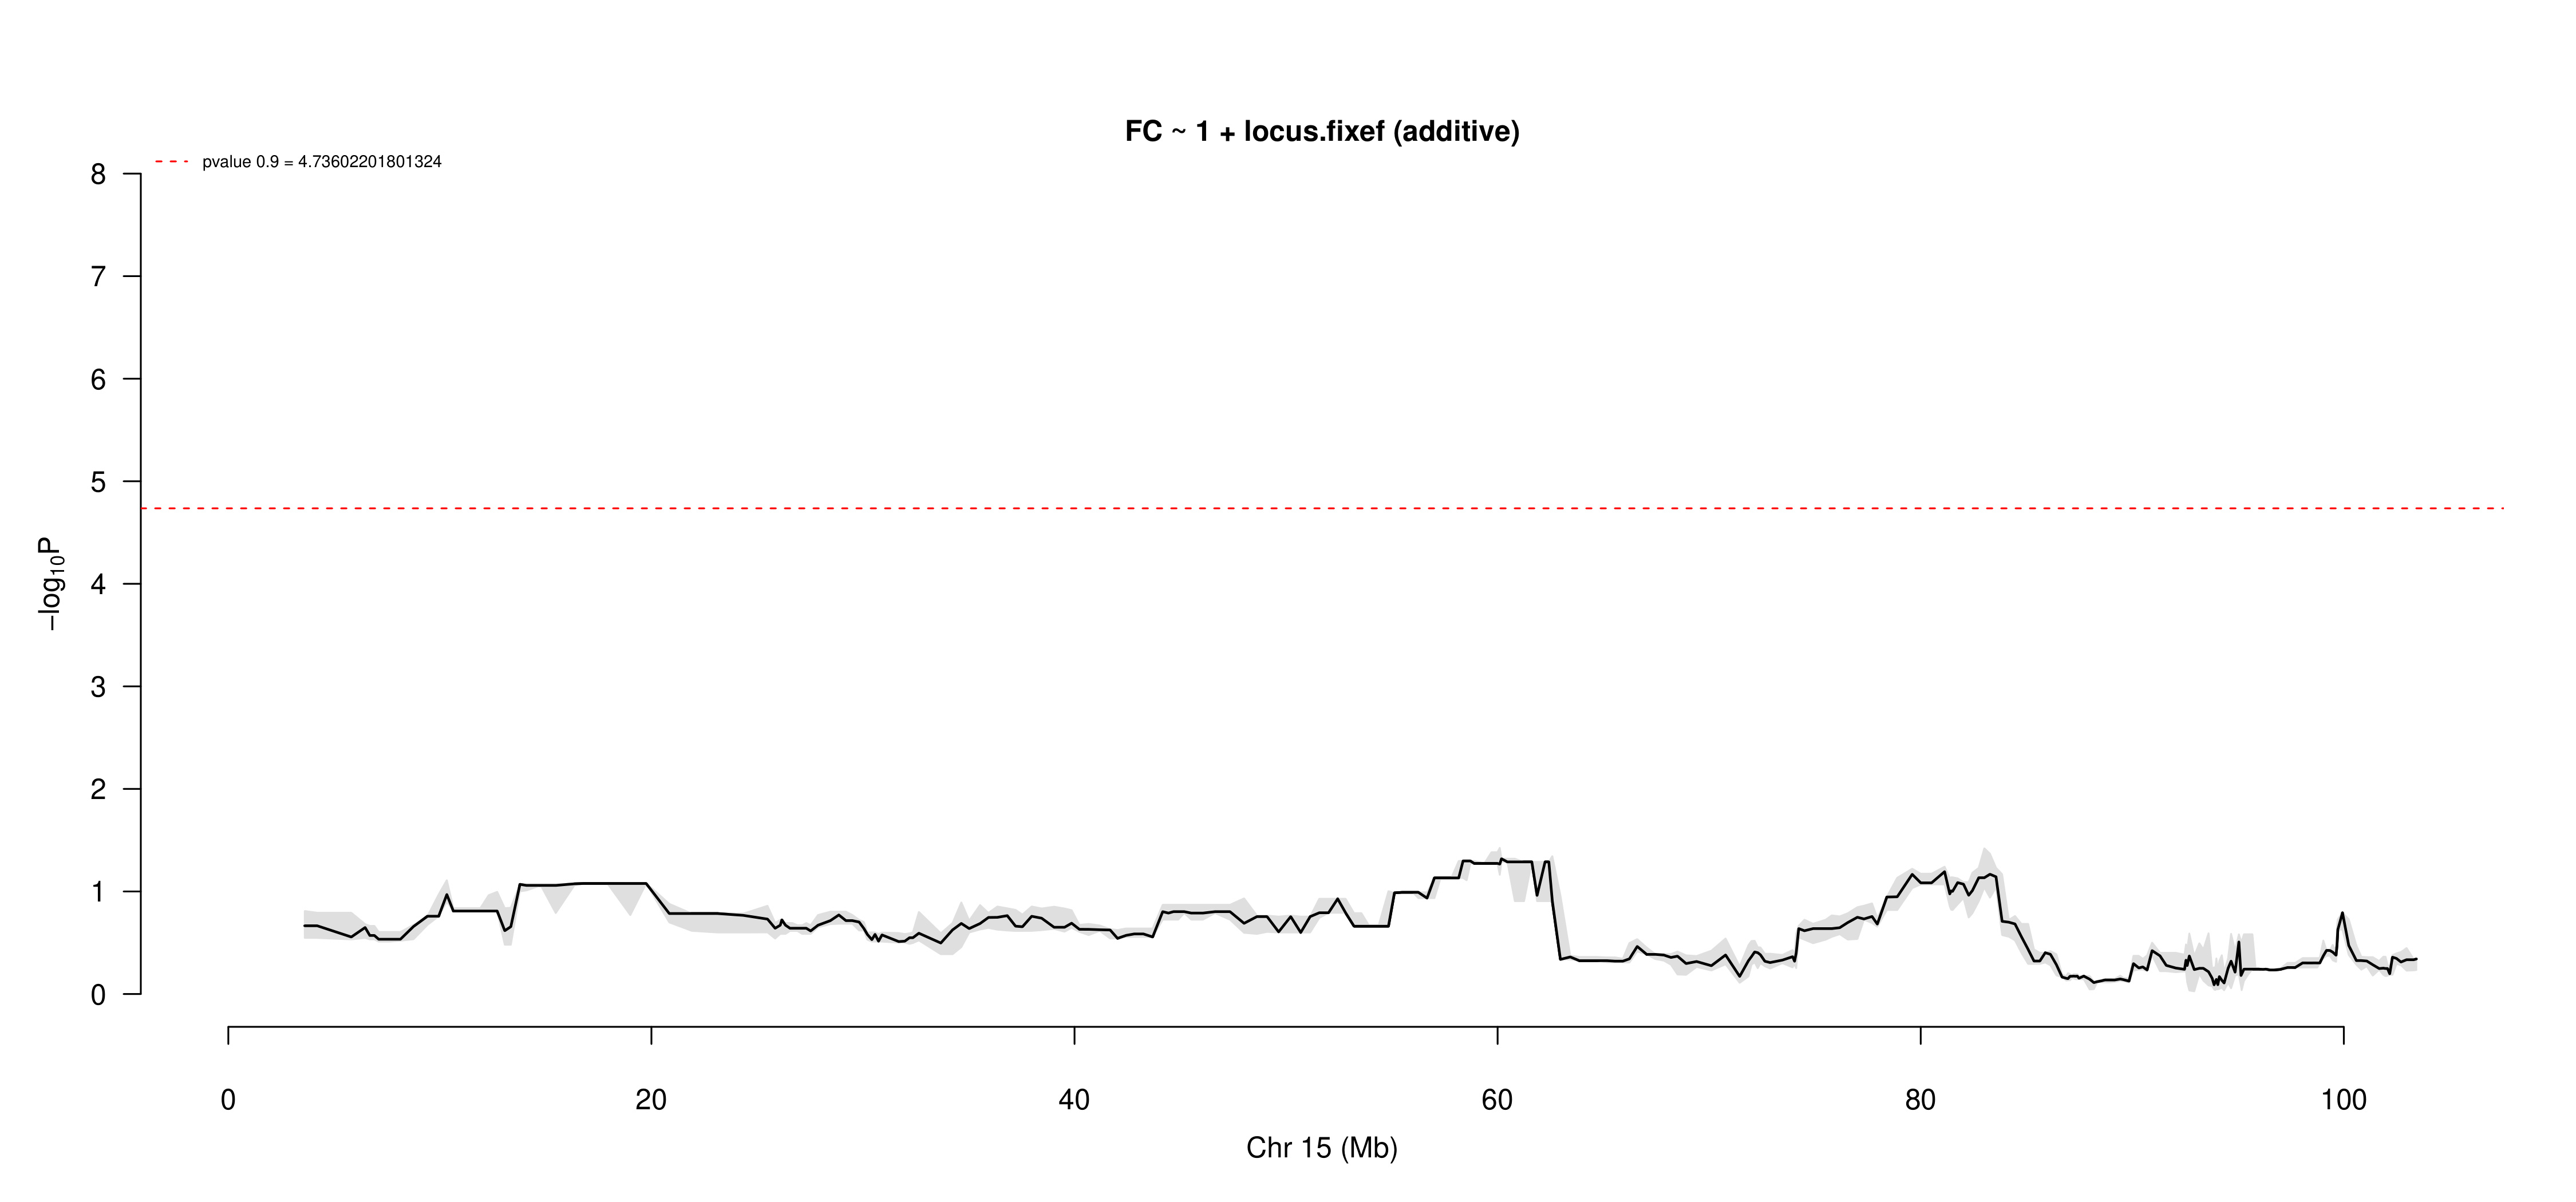 FC ~ 1 + locus.fixef (additive)
pvalue 0.9 = 4.73602201801324
8
7
6
5
4
3
2
1
0
−log10P
0 20 40 60 80 100
Chr 15 (Mb)